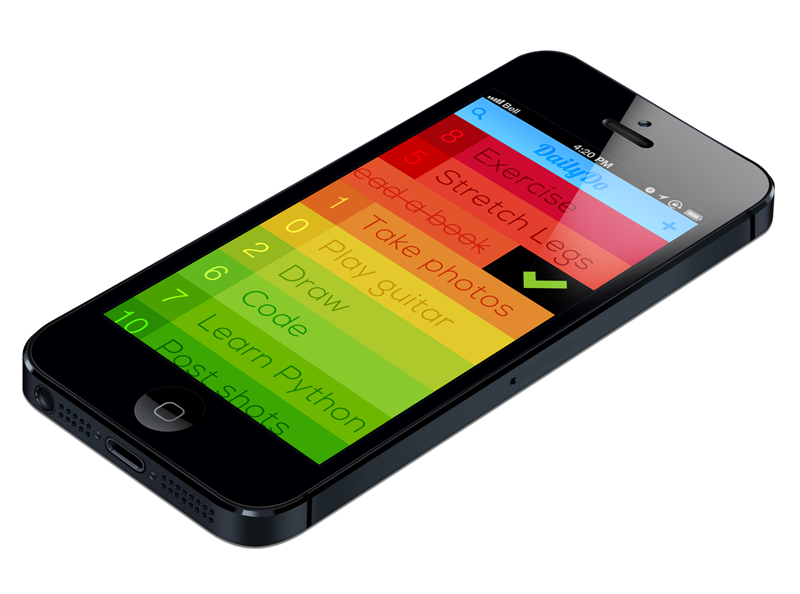 Bell 4:20 PM
DailyDo
8 Exercise
5 Stretch Legs
ead a book
1 Take photos
0 Play guitar
2 Draw
6 Code
7 Learn Python
10 Post shots